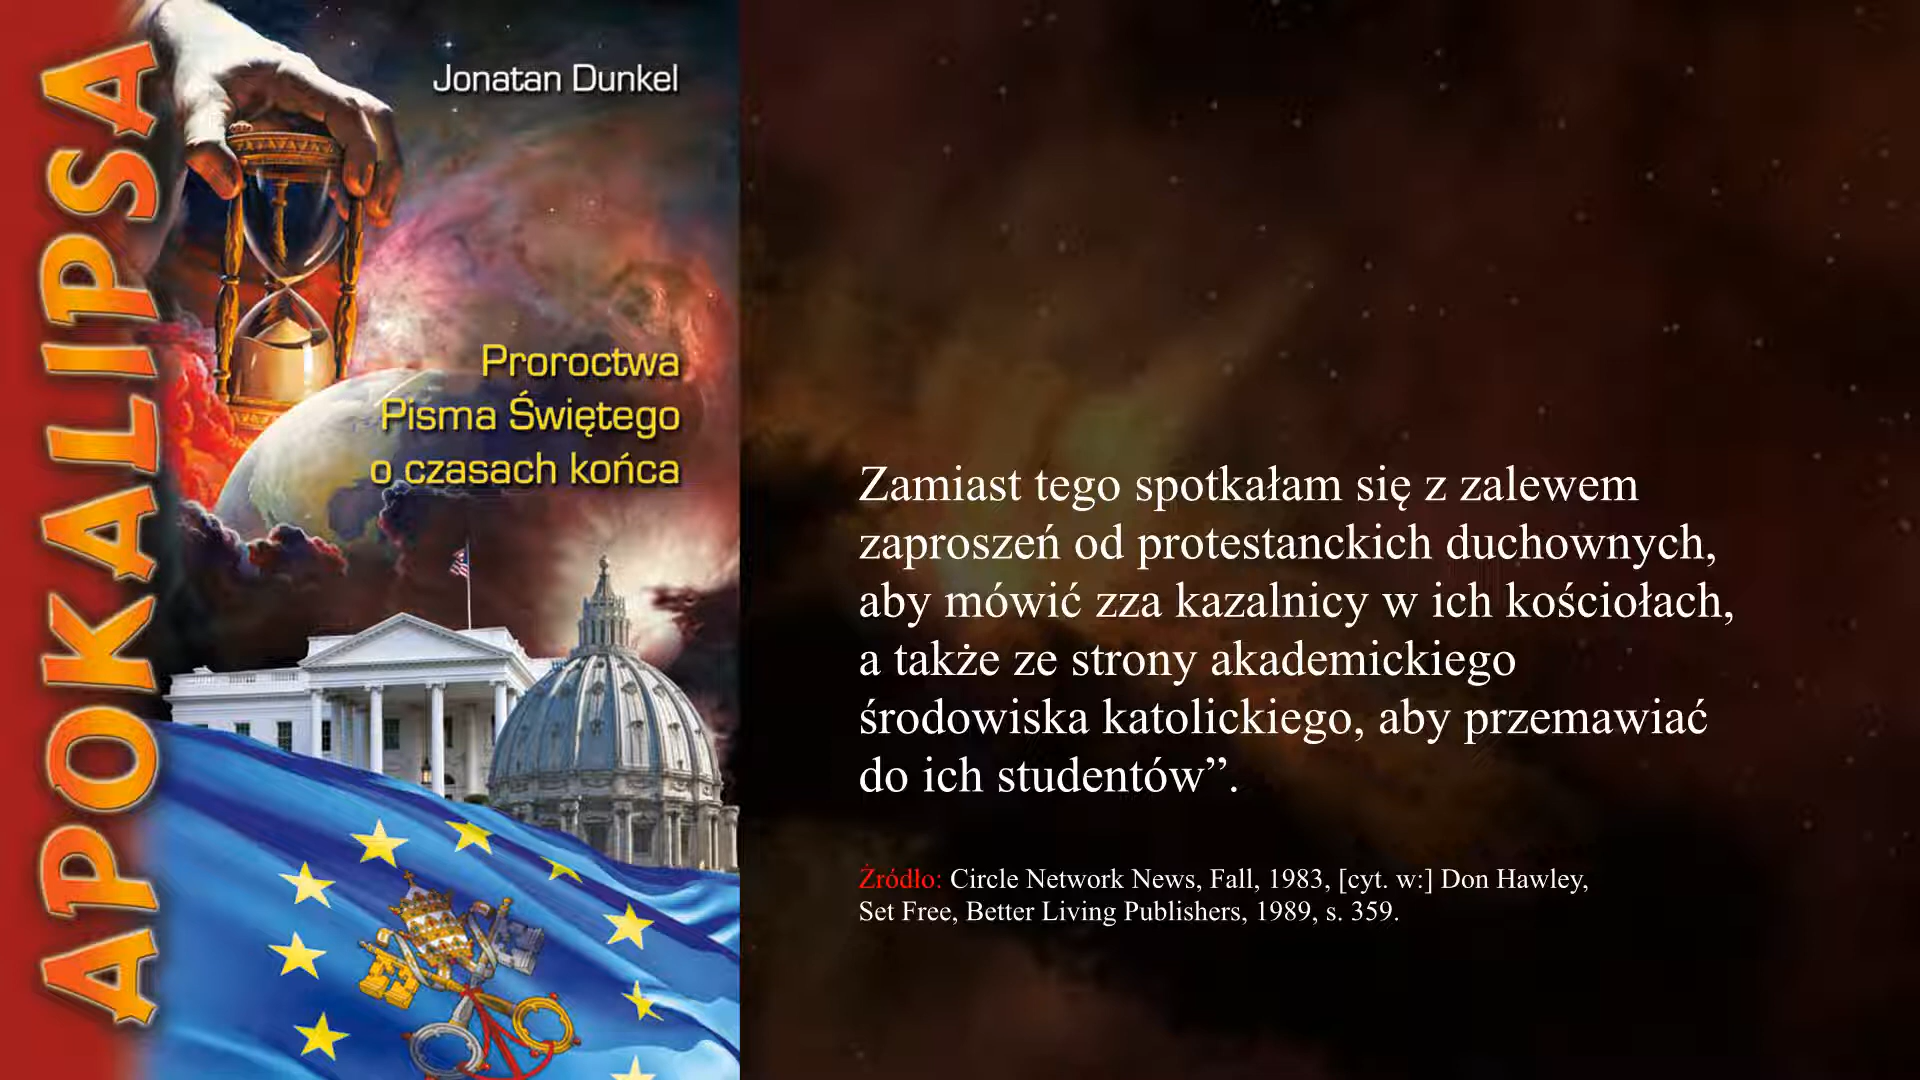 APOKALIPSA
Jonatan Dunkel
Proroctwa
Pisma Świętego
o czasach końca
Zamiast tego spotkałam się z zalewem
zaproszeń od protestanckich duchownych,
aby mówić zza kazalnicy w ich kościołach,
a także ze strony akademickiego
środowiska katolickiego, aby przemawiać
do ich studentów”.
Źródło: Circle Network News, Fall, 1983, [cyt. w:] Don Hawley,
Set Free, Better Living Publishers, 1989, s. 359.